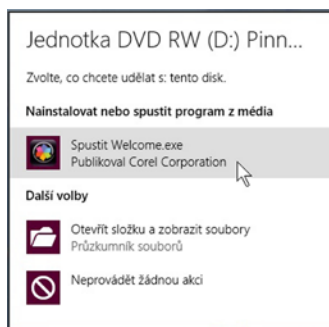 Jednotka DVD RW (D:) Pinn...
Zvolte, co chcete udělat s: tento disk.
Nainstalovat nebo spustit program z média
Spustit Welcome.exe
Publikoval Corel Corporation
Další volby
Otevřít složku a zobrazit soubory
Průzkumník souborů
Neprovádět žádnou akci